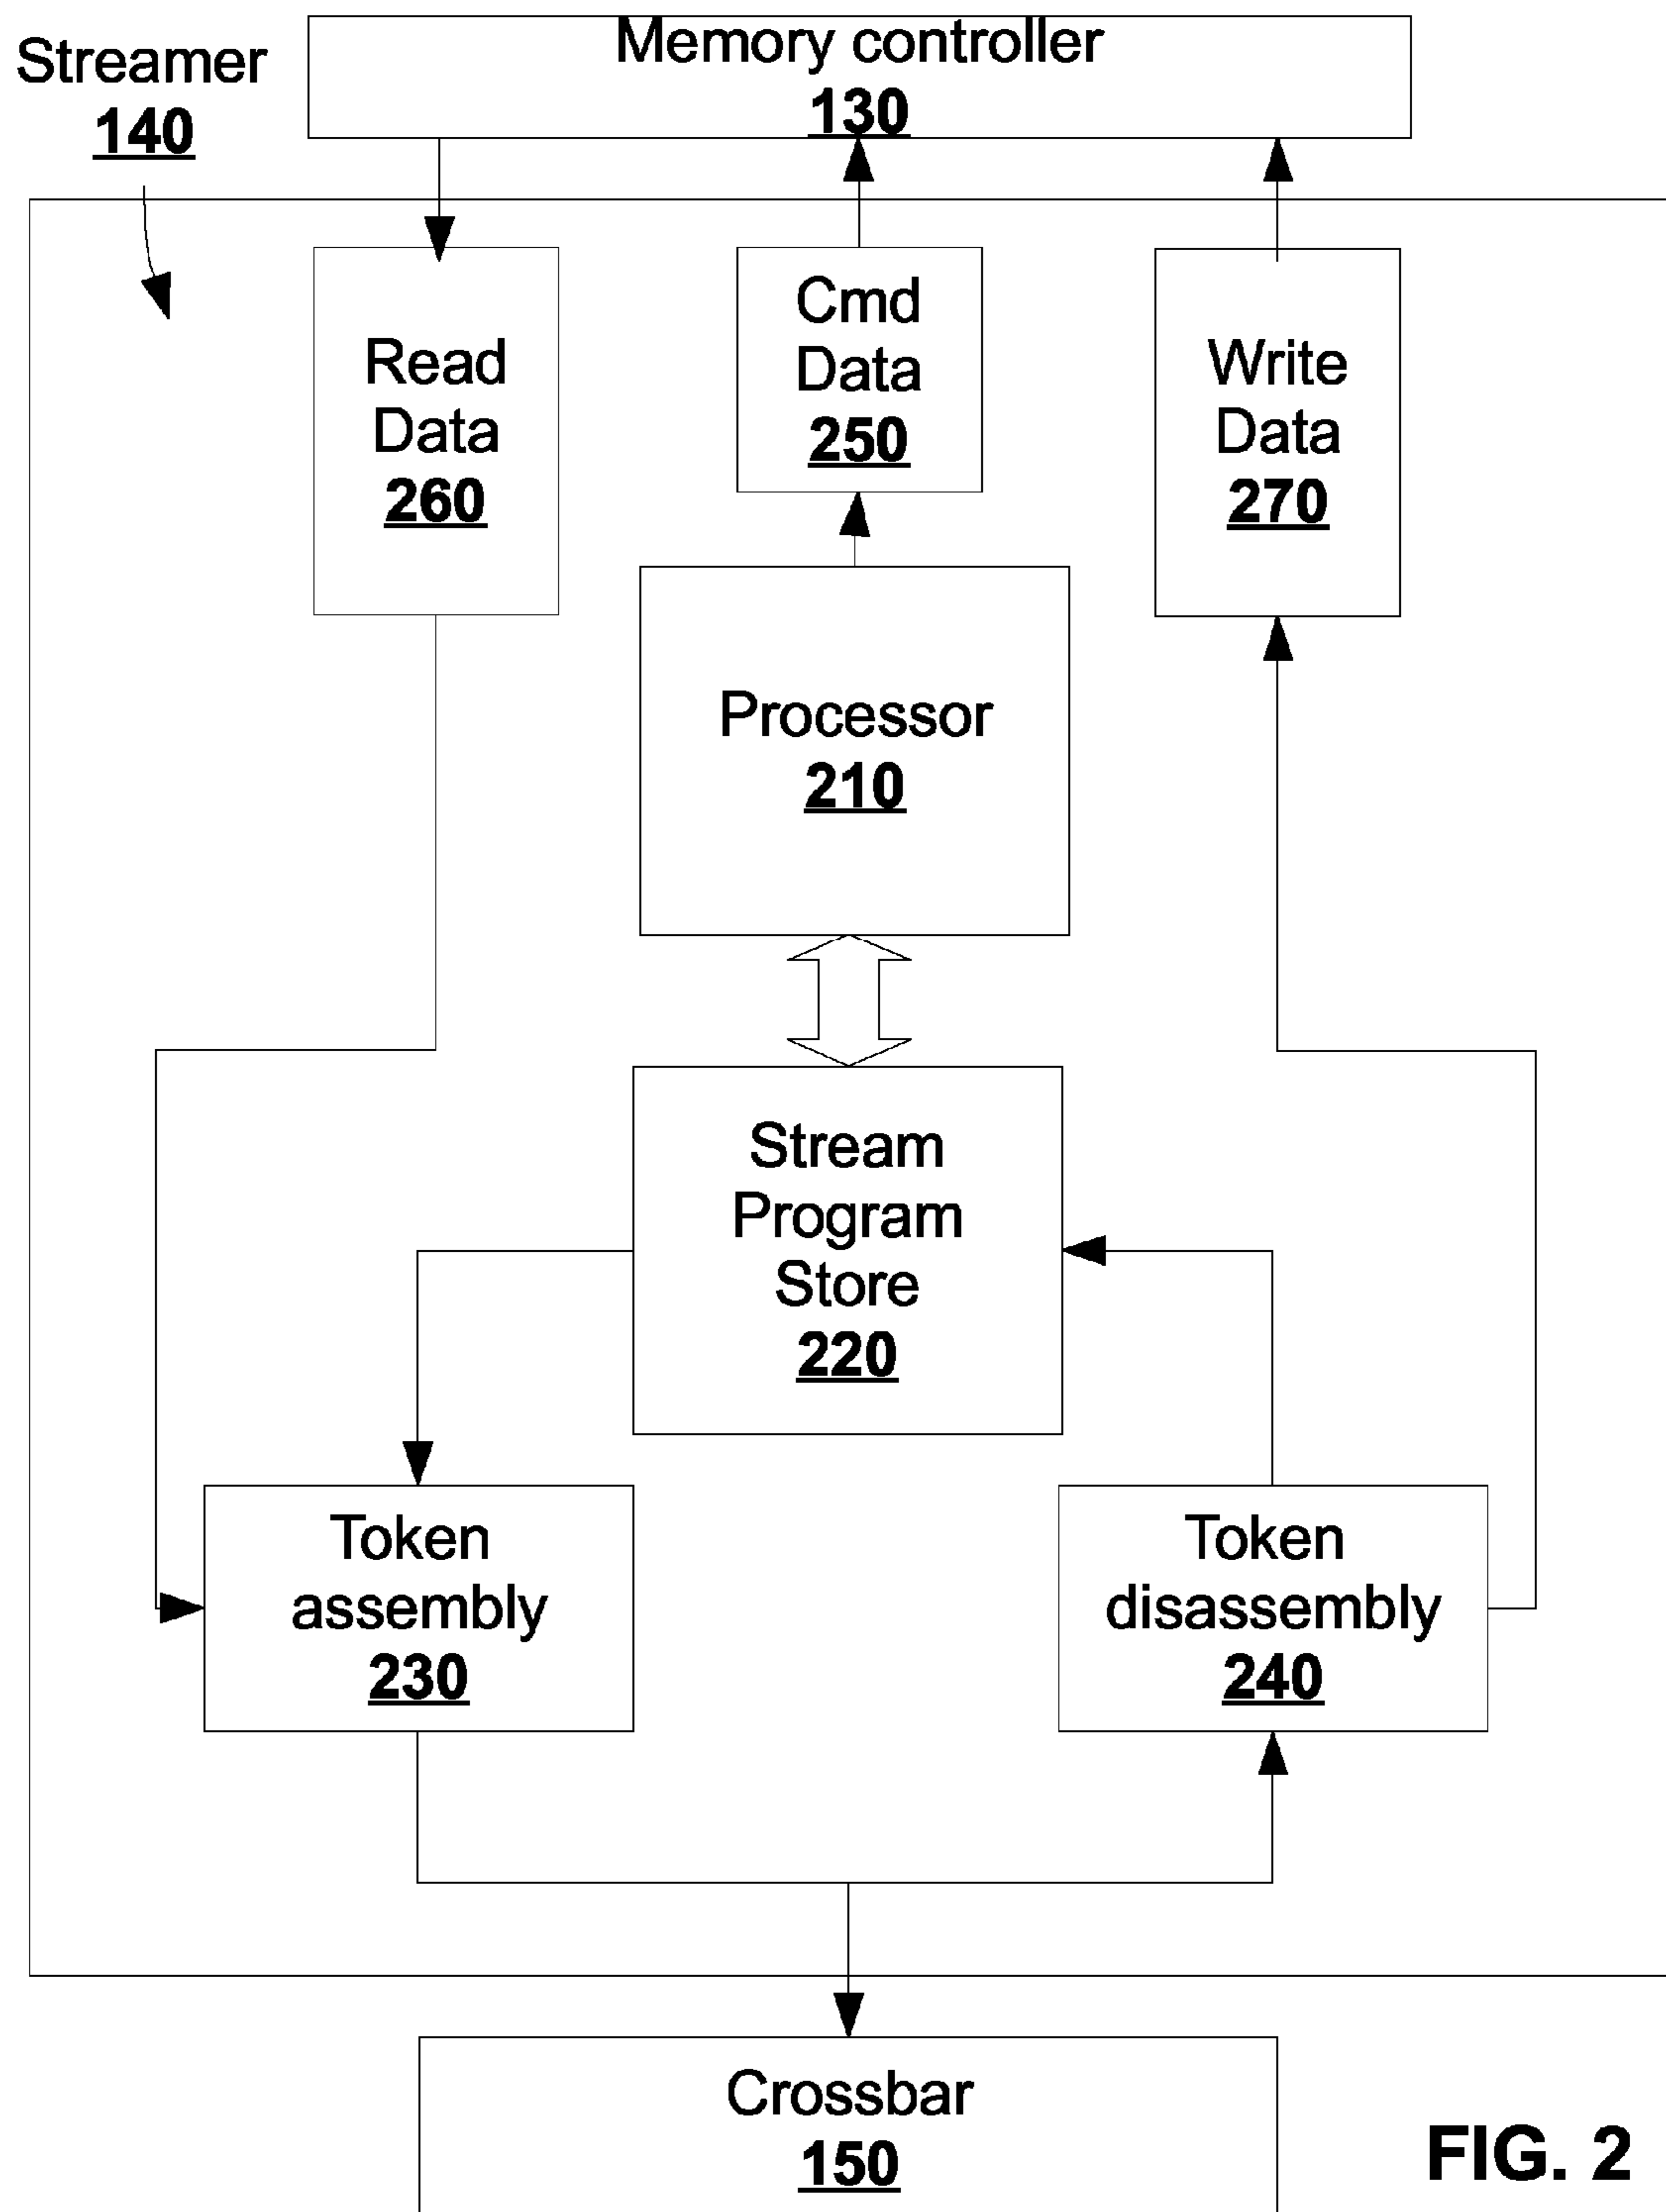 Streamer
140
Memory controller
130
Read
Data
260
Cmd
Data
250
Write
Data
270
Processor
210
Stream
Program
Store
220
Token
assembly
230
Token
disassembly
240
Crossbar
150
FIG. 2